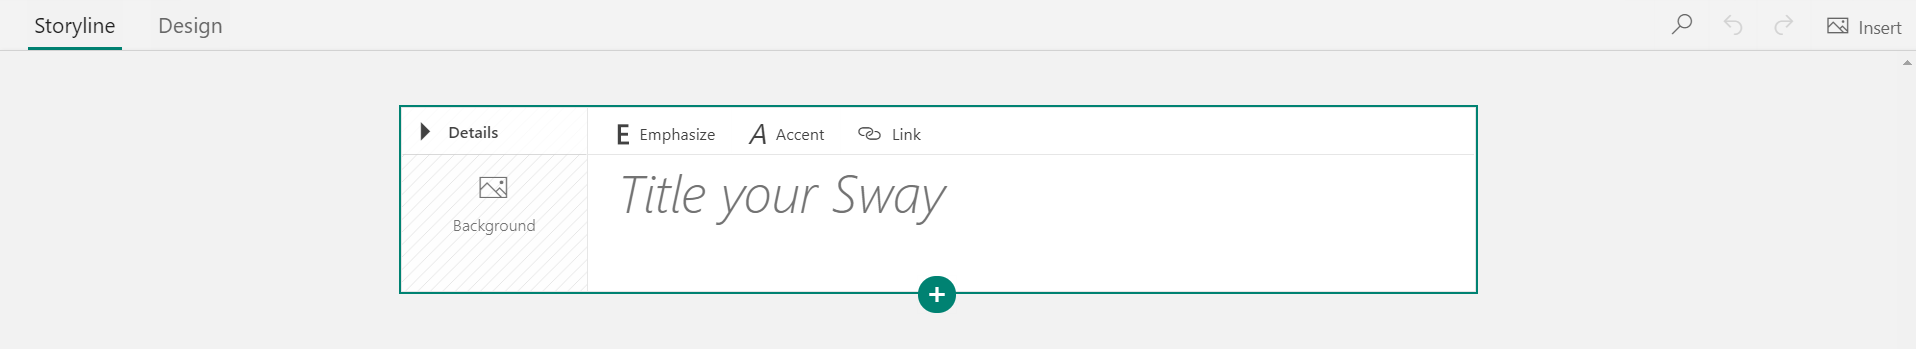 Storyline Design Insert
Details E Emphasize A Accent Link
Title your Sway
Background